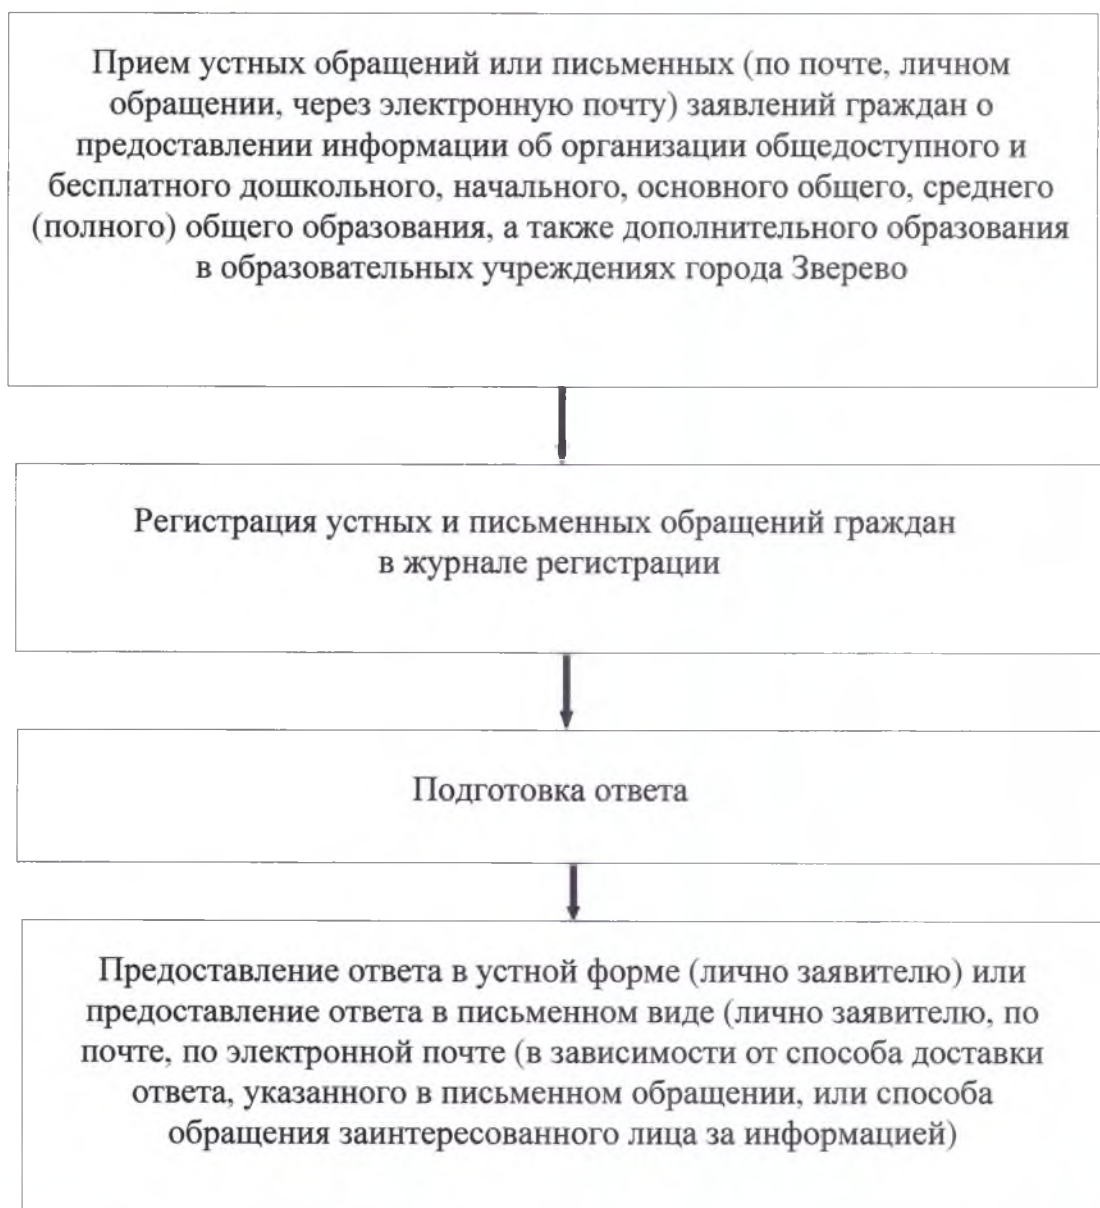 Прием устных обращений или письменных (по почте, личном
обращении, через электронную почту) заявлений граждан о
предоставлении информации об организации общедоступного и
бесплатного дошкольного, начального, основного общего, среднего
(полного) общего образования, а также дополнительного образования
в образовательных учреждениях города Зверево
Регистрация устных и письменных обращений граждан
в журнале регистрации
Подготовка ответа
Предоставление ответа в устной форме (лично заявителю) или
предоставление ответа в письменном виде (лично заявителю, по
почте, по электронной почте (в зависимости от способа доставки
ответа, указанного в письменном обращении, или способа
обращения заинтересованного лица за информацией)